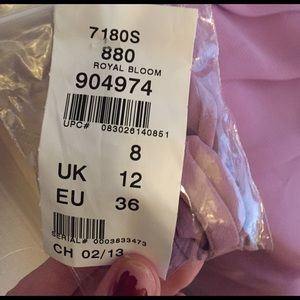 7180S
880
ROYAL BLOOM
904974
UPC# 083026140851
8
UK 12
EU 36
SERIAL# 0003833473
CH 02/13